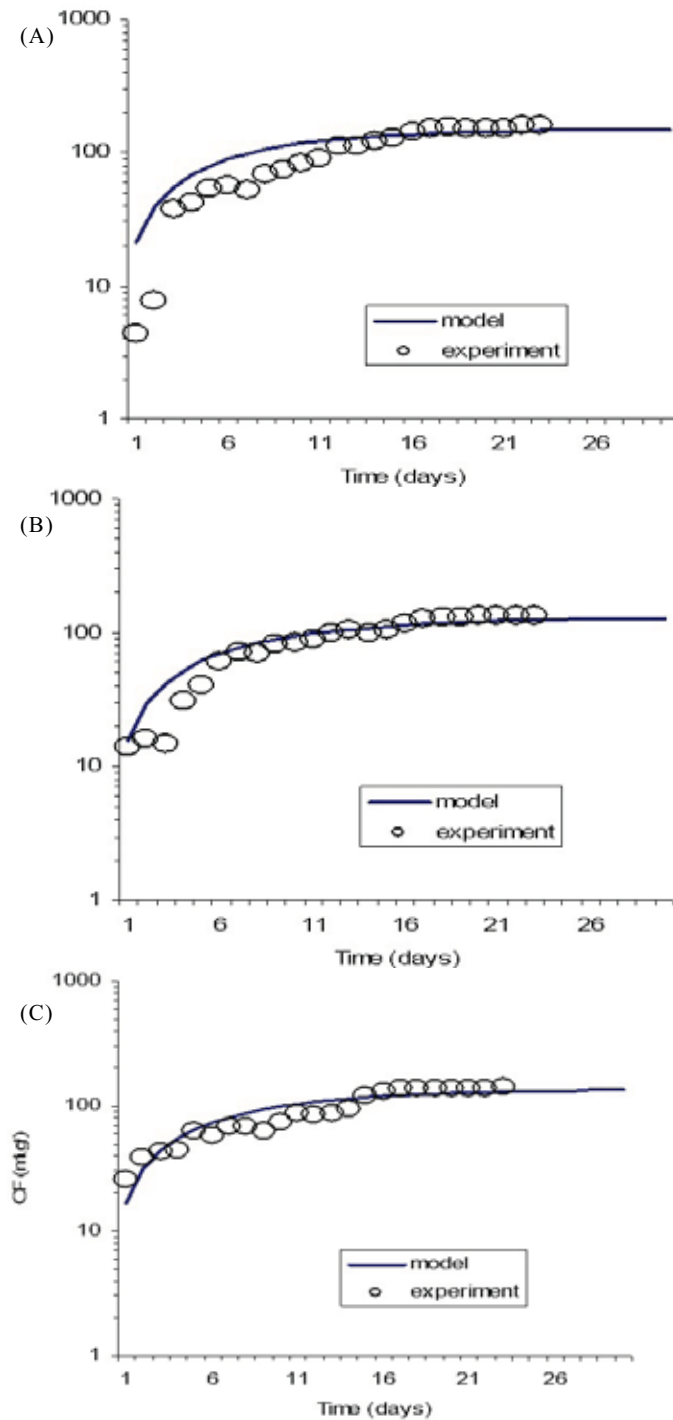 (A)
1000
100
10
1
model
experiment
1 6 11 16 21 26
Time (days)
(B)
1000
100
10
1
model
experiment
1 6 11 16 21 26
Time (days)
(C)
1000
100
10
1
CF (ml/g)
model
experiment
1 6 11 16 21 26
Time (days)